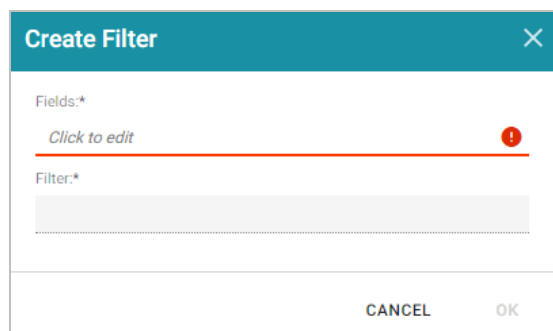 Create Filter
Fields:*
Click to edit
Filter:*
CANCEL OK